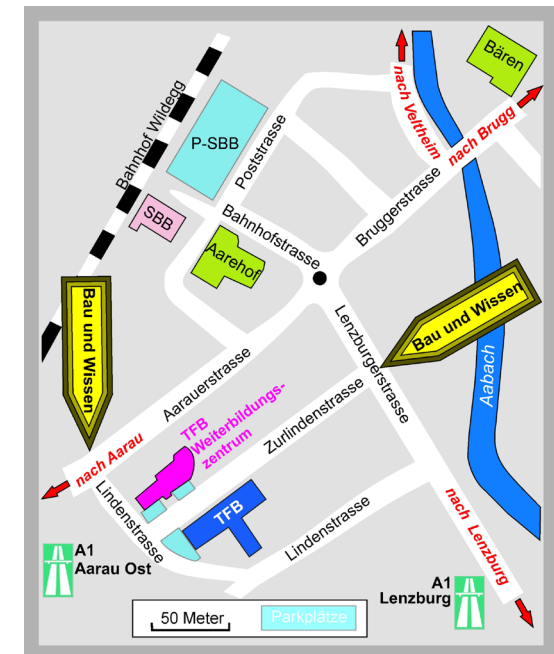 Bären
nach Veltheim
nach Brugg
Bahnhof Wildegg
P-SBB
Poststrasse
SBB
Bahnhofstrasse
Bruggerstrasse
Aarehof
Bau und Wissen
Bau und Wissen
Lenzburgerstrasse
Aabach
Aarauerstrasse
TFB
Weiterbildungs-
zentrum
Zurlindenstrasse
nach Aarau
Lindenstrasse
TFB
Lindenstrasse
nach Lenzburg
A1
Aarau Ost
A1
Lenzburg
50 Meter
Parkplätze